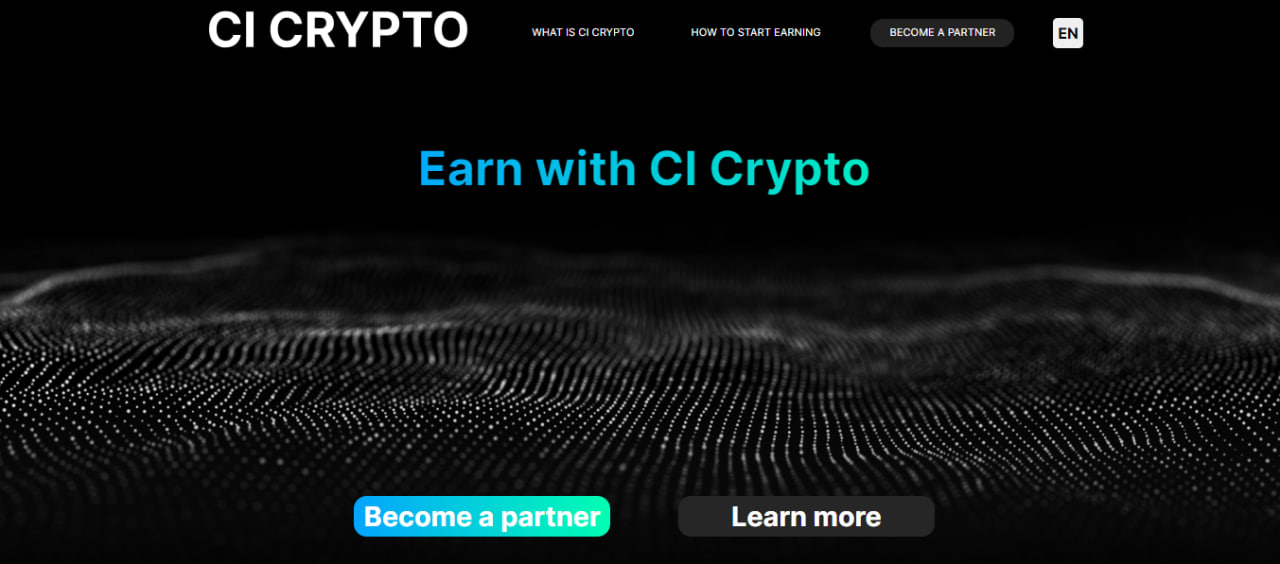 CI CRYPTO
WHAT IS CI CRYPTO
HOW TO START EARNING
BECOME A PARTNER
EN
Earn with CI Crypto
Become a partner
Learn more